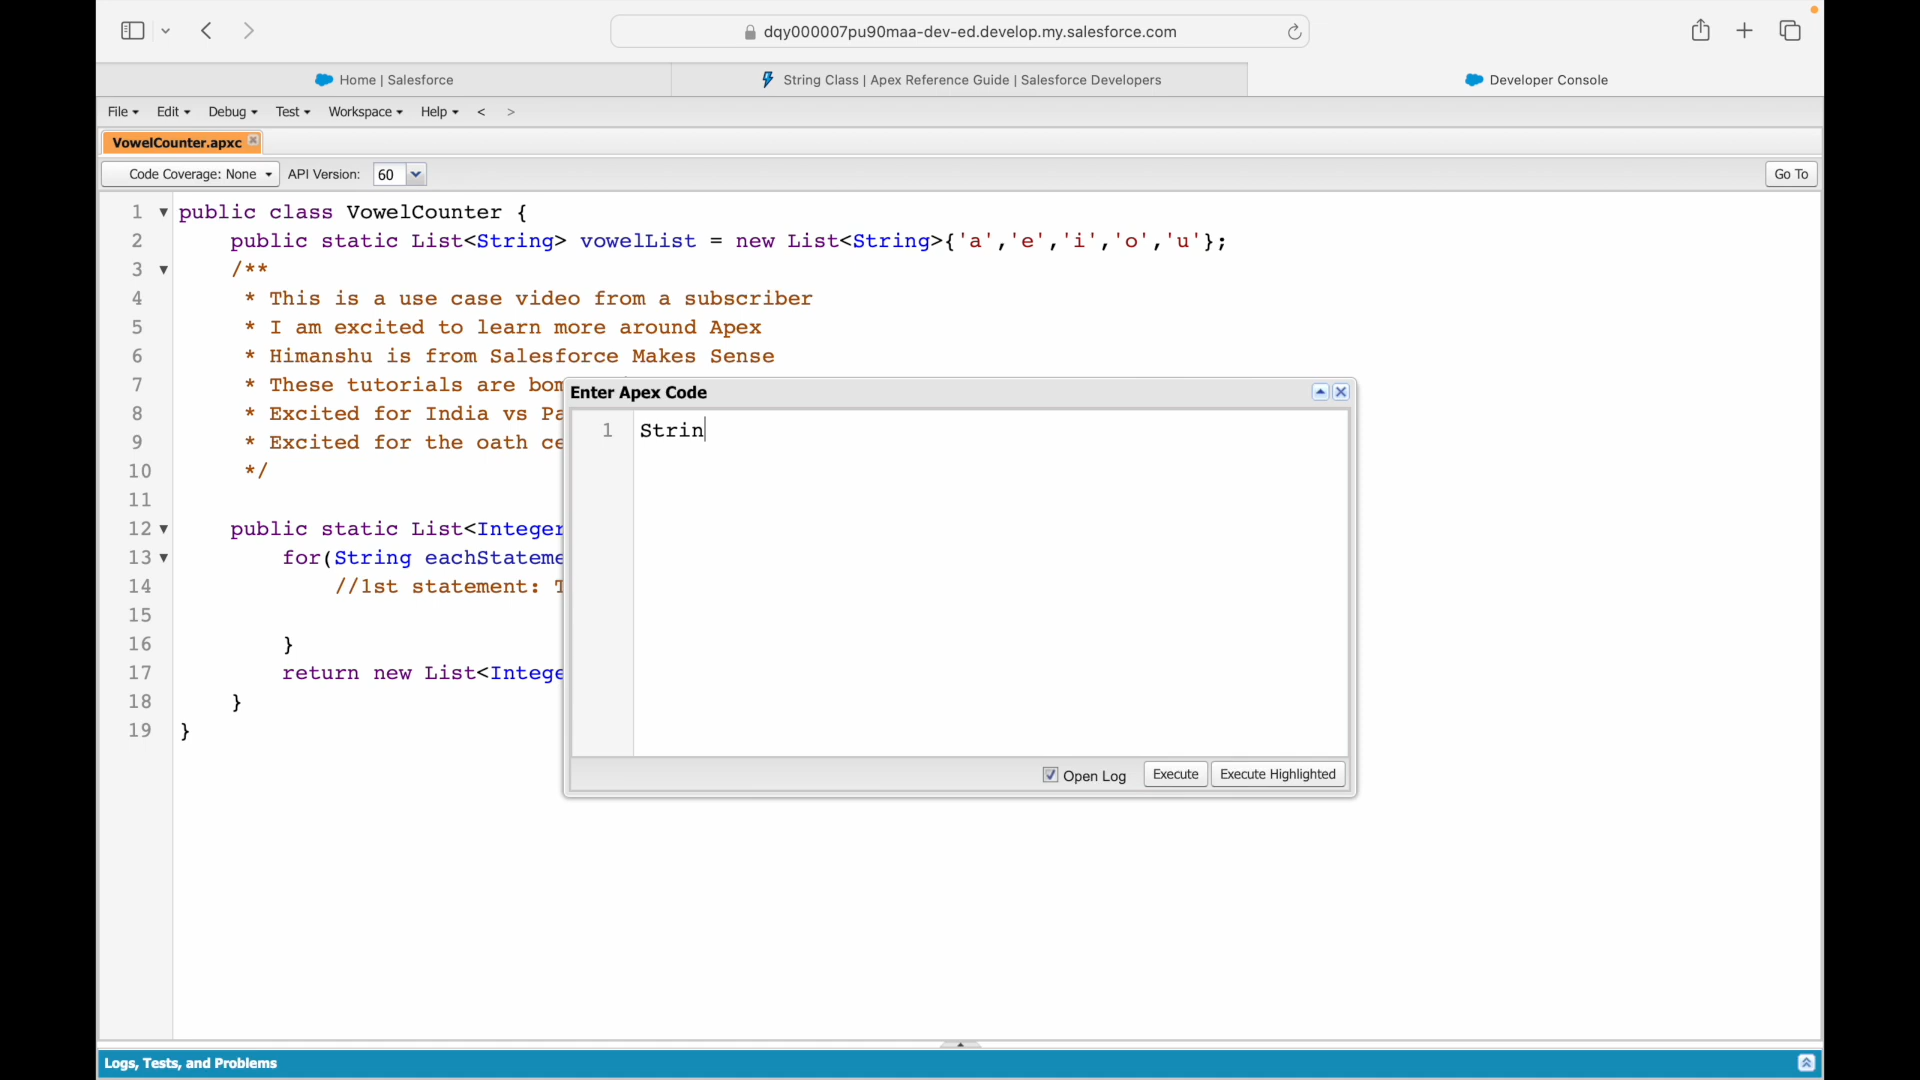 dqy000007pu90maa-dev-ed.develop.my.salesforce.com
Home | Salesforce
String Class | Apex Reference Guide | Salesforce Developers
Developer Console
File Edit Debug Test Workspace Help < >
VowelCounter.apxc
Code Coverage: None API Version: 60 Go To
1 public class VowelCounter {
2 public static List<String> vowelList = new List<String>{'a','e','i','o','u'};
3 /**
4 * This is a use case video from a subscriber
5 * I am excited to learn more around Apex
6 * Himanshu is from Salesforce Makes Sense
7 * These tutorials are bom
8 * Excited for India vs Pa
9 * Excited for the oath ce
10 */
11
12 public static List<Integer
13 for(String eachStateme
14 //1st statement: T
15
16 }
17 return new List<Intege
18 }
19 }
Enter Apex Code
1 Strin
Open Log Execute Execute Highlighted
Logs, Tests, and Problems